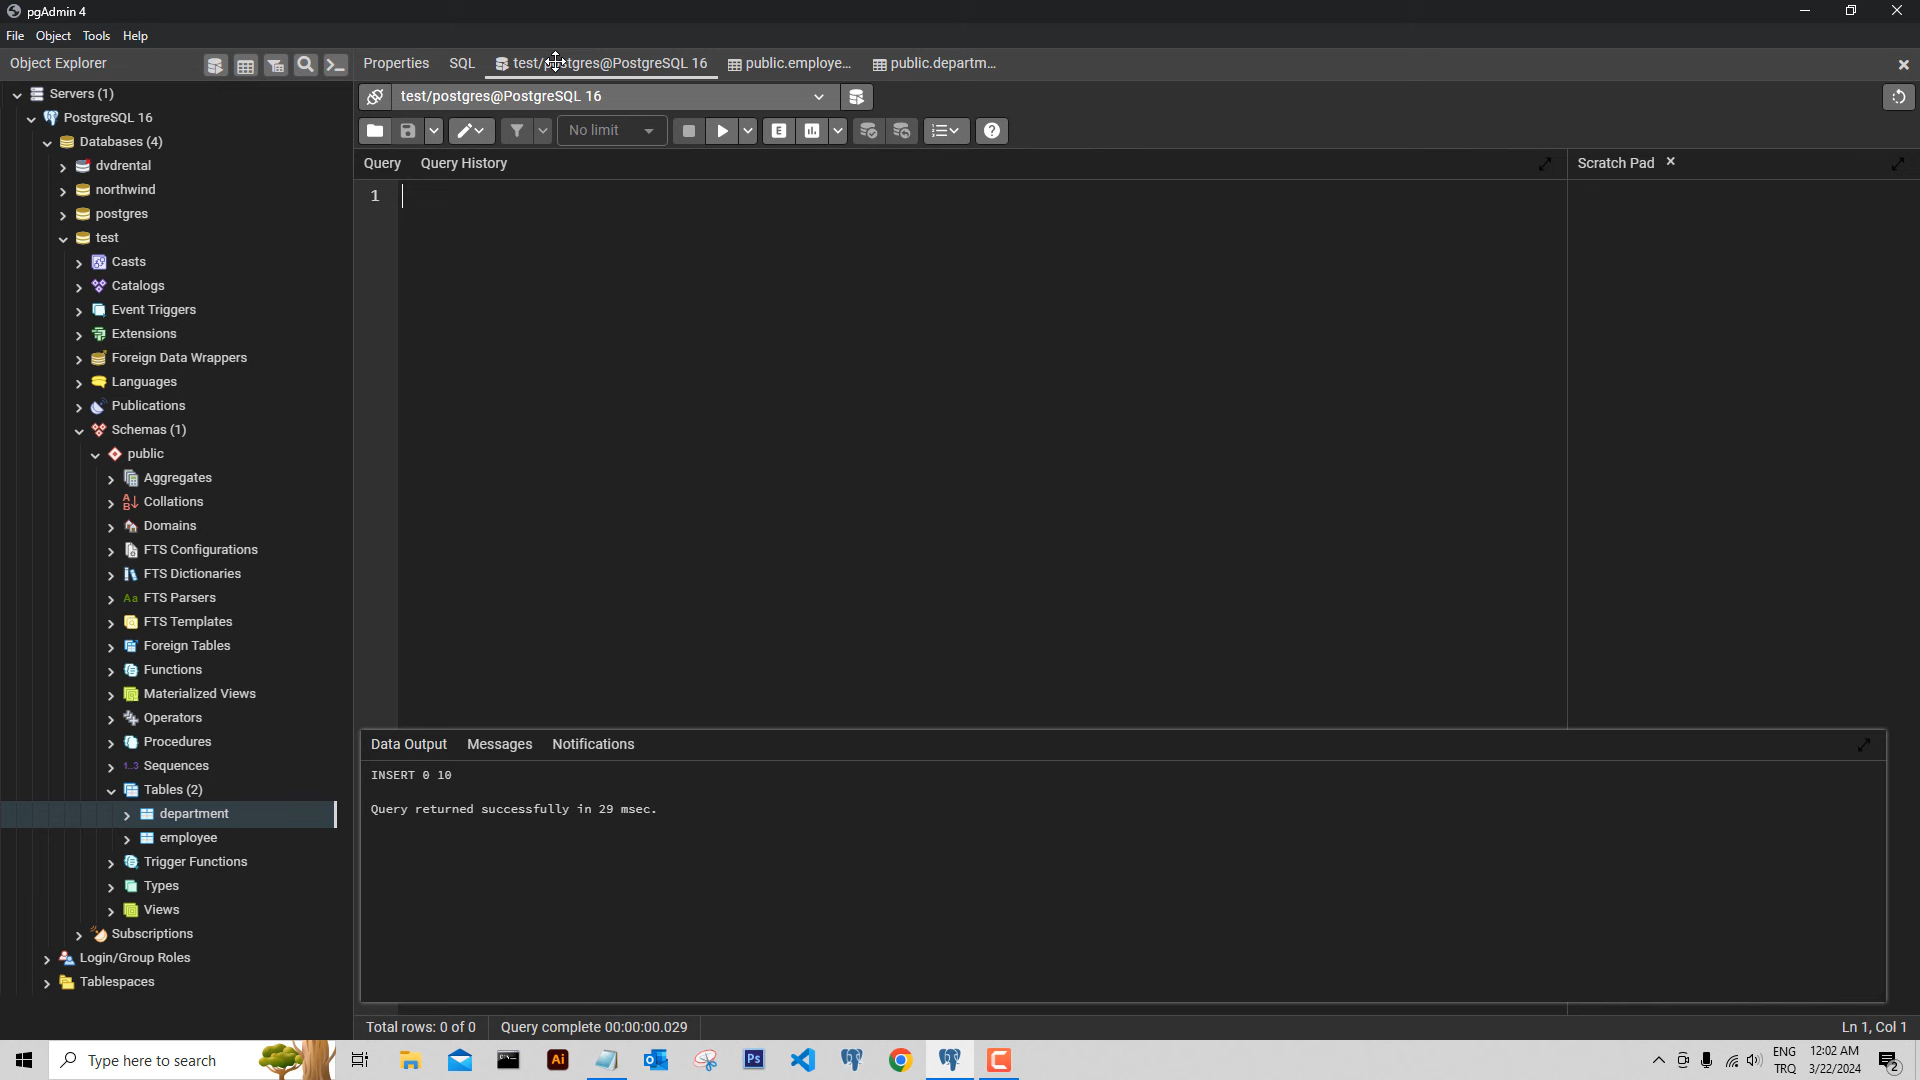 pgAdmin 4
File Object Tools Help
Object Explorer
Properties SQL test/postgres@PostgreSQL 16 public.employe... public.departm...
test/postgres@PostgreSQL 16
No limit
E
Query Query History
Scratch Pad
1
Servers (1)
PostgreSQL 16
Databases (4)
dvdrental
northwind
postgres
test
Casts
Catalogs
Event Triggers
Extensions
Foreign Data Wrappers
Languages
Publications
Schemas (1)
public
Aggregates
Collations
Domains
FTS Configurations
FTS Dictionaries
FTS Parsers
FTS Templates
Foreign Tables
Functions
Materialized Views
Operators
Procedures
1..3 Sequences
Tables (2)
department
employee
Trigger Functions
Types
Views
Subscriptions
Login/Group Roles
Tablespaces
Data Output Messages Notifications
INSERT 0 10
Query returned successfully in 29 msec.
Total rows: 0 of 0 Query complete 00:00:00.029
Ln 1, Col 1
Type here to search
Ai
Ps
ENG
TRQ
12:02 AM
3/22/2024
2